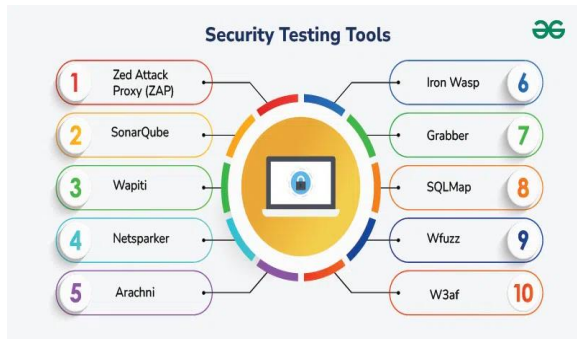 Security Testing Tools
1
Zed Attack
Proxy (ZAP)
2
SonarQube
3
Wapiti
4
Netsparker
5
Arachni
Iron Wasp
6
Grabber
7
SQLMap
8
Wfuzz
9
W3af
10